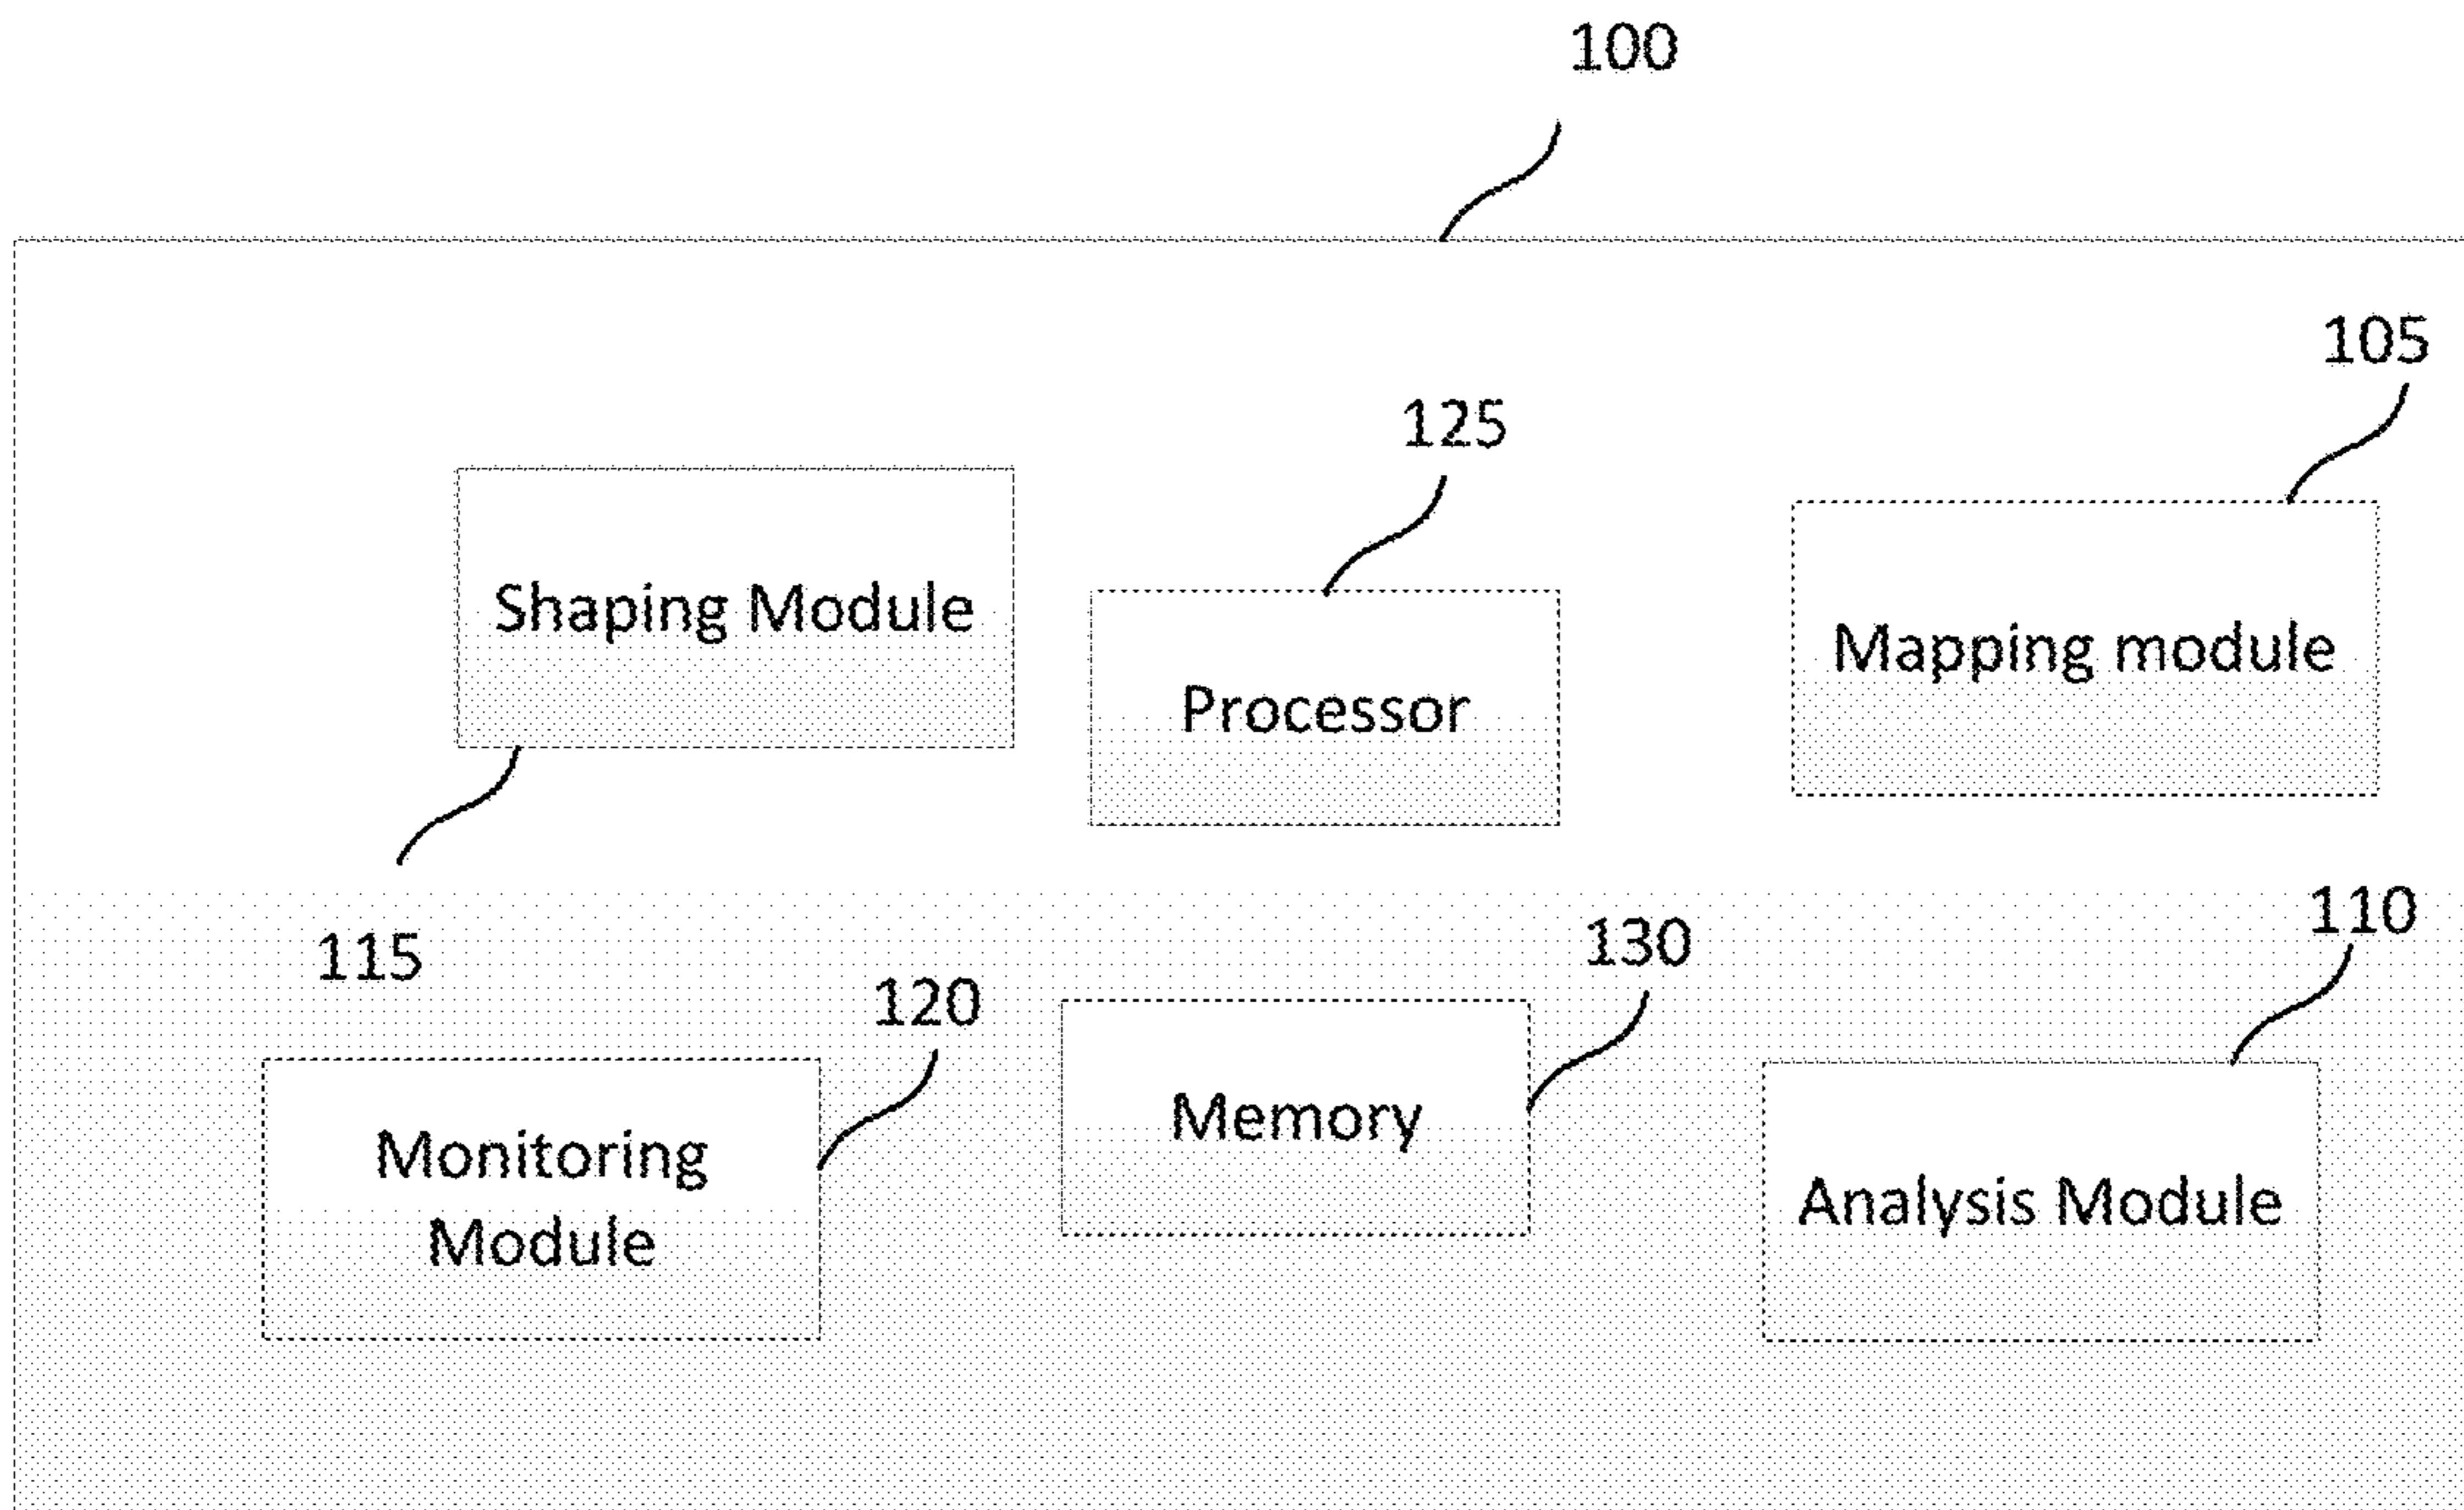 100
105
125
Shaping Module
Mapping module
Processor
115
110
130
120
Memory
Monitoring
Module
Analysis Module